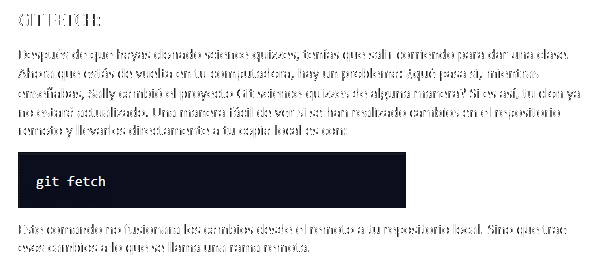 GIT FETCH:
Después de que hayas clonado science-quizzes, tenías que salir corriendo para dar una clase.
Ahora que estás de vuelta en tu computadora, hay un problema: ¿qué pasa si, mientras
enseñabas, Sally cambió el proyecto Git science-quizzes de alguna manera? Si es así, tu clon ya
no estará actualizado. Una manera fácil de ver si se han realizado cambios en el repositorio
remoto y llevarlos directamente a tu copia local es con:
git fetch
Este comando no fusionara los cambios desde el remoto a tu repositorio local. Sino que trae
esos cambios a lo que se llama una rama remota.